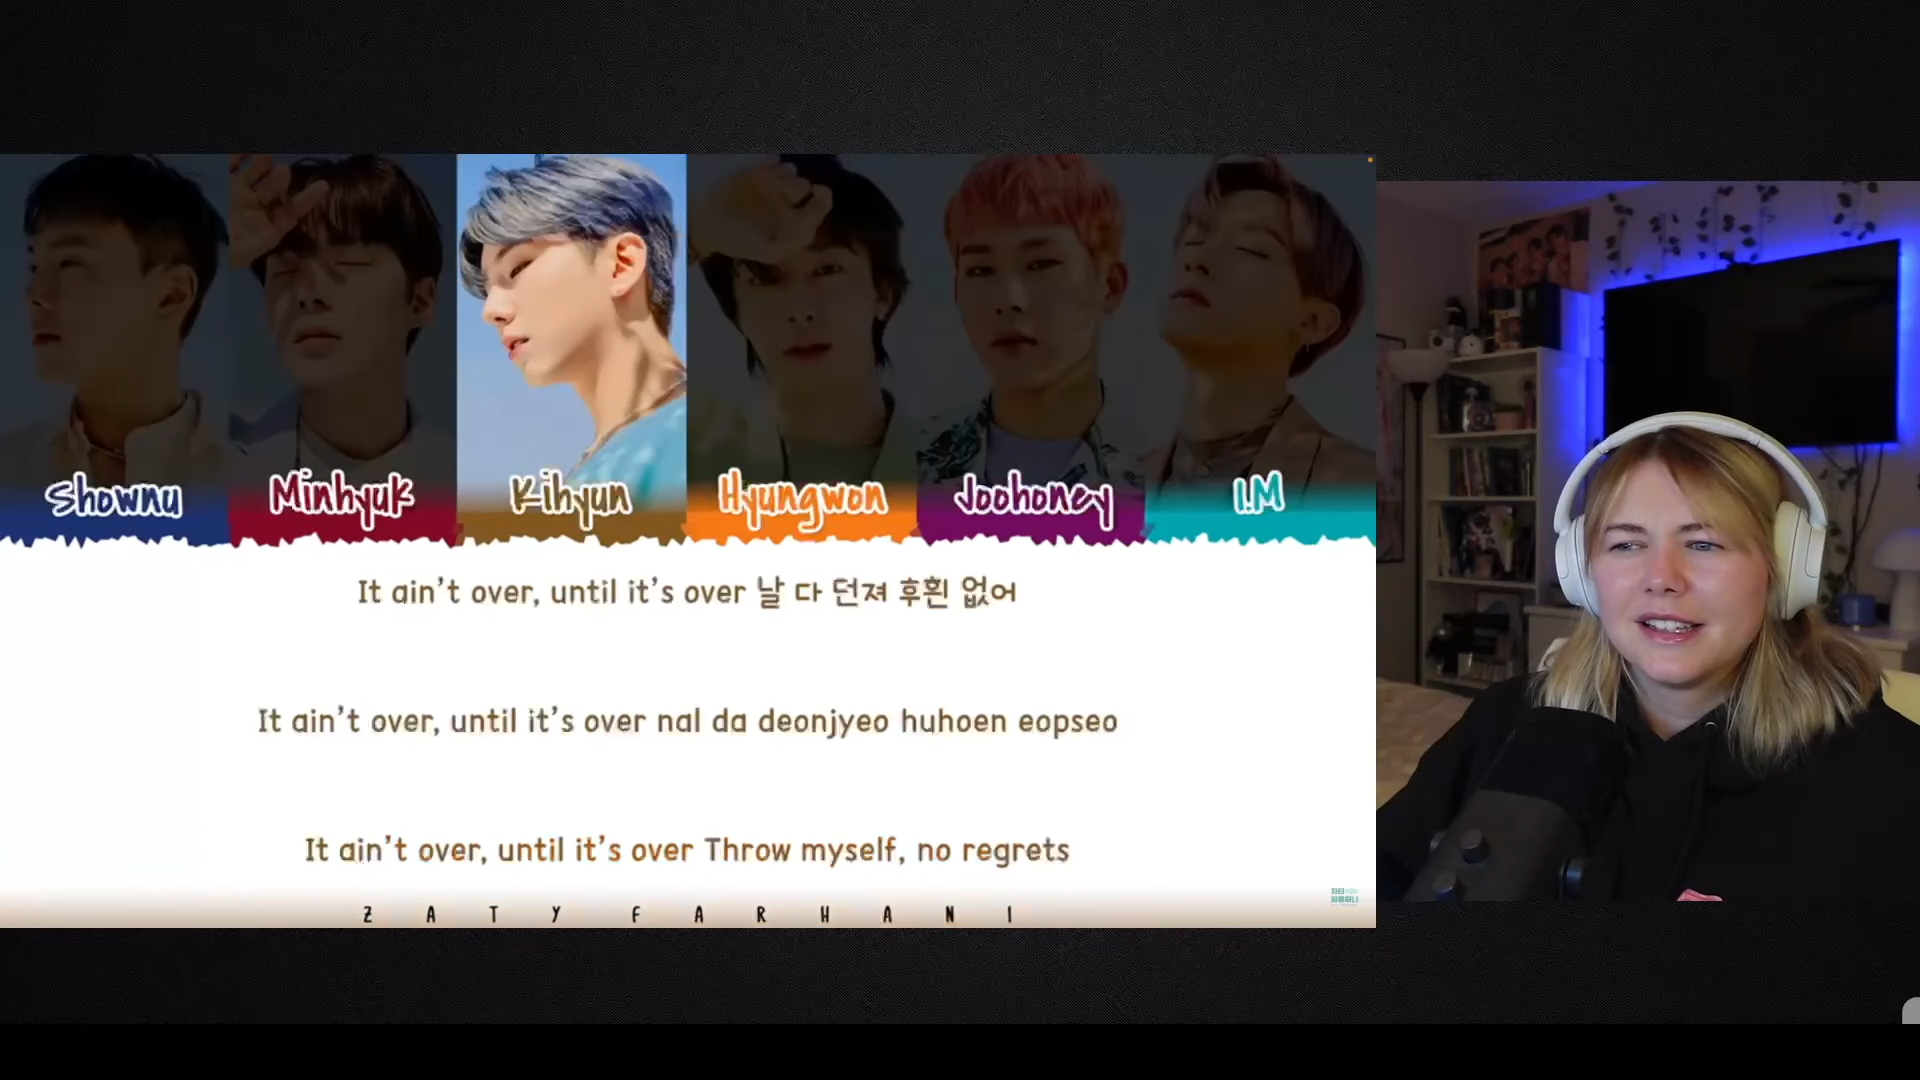 Shownu
Minhyuk
Kihyun
Hyungwon
Joohoney
I.M
It ain't over, until it's over 날 다 던져 후횐 없어
It ain't over, until it's over nal da deonjyeo huhoen eopseo
It ain't over, until it's over Throw myself, no regrets
ZATY FARHANI